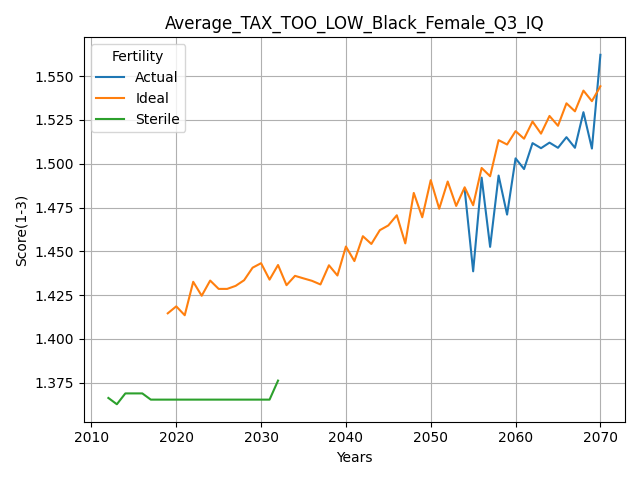 Average_TAX_TOO_LOW_Black_Female_Q3_IQ
Fertility
Actual
Ideal
Sterile
Score(1-3)
1.550
1.525
1.500
1.475
1.450
1.425
1.400
1.375
2010
2020
2030
2040
2050
2060
2070
Years